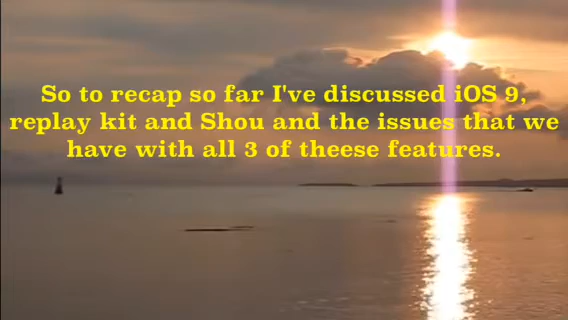 So to recap so far I've discussed iOS 9,
replay kit and Shou and the issues that we
have with all 3 of theese features.